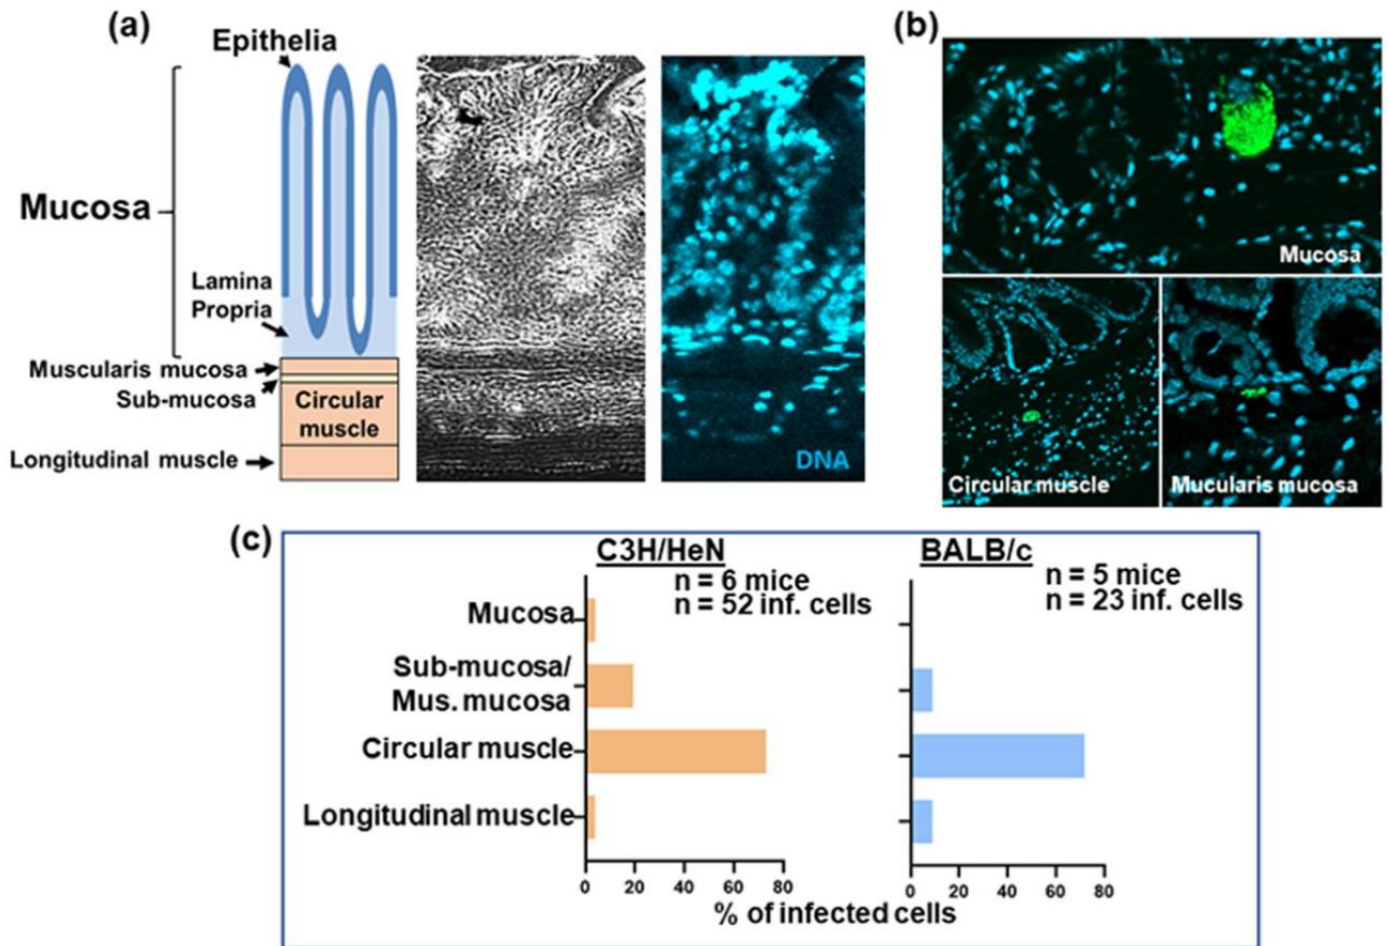 (a)
Epithelia
Mucosa
Lamina
Propria
Muscularis mucosa
Sub-mucosa
Circular
muscle
Longitudinal muscle
DNA
(b)
Mucosa
Circular muscle
Mucularis mucosa
(c)
C3H/HeN
n = 6 mice
n = 52 inf. cells
BALB/c
n = 5 mice
n = 23 inf. cells
Mucosa
Sub-mucosa/
Mus. mucosa
Circular muscle
Longitudinal muscle
0 20 40 60 80
0 20 40 60 80
% of infected cells